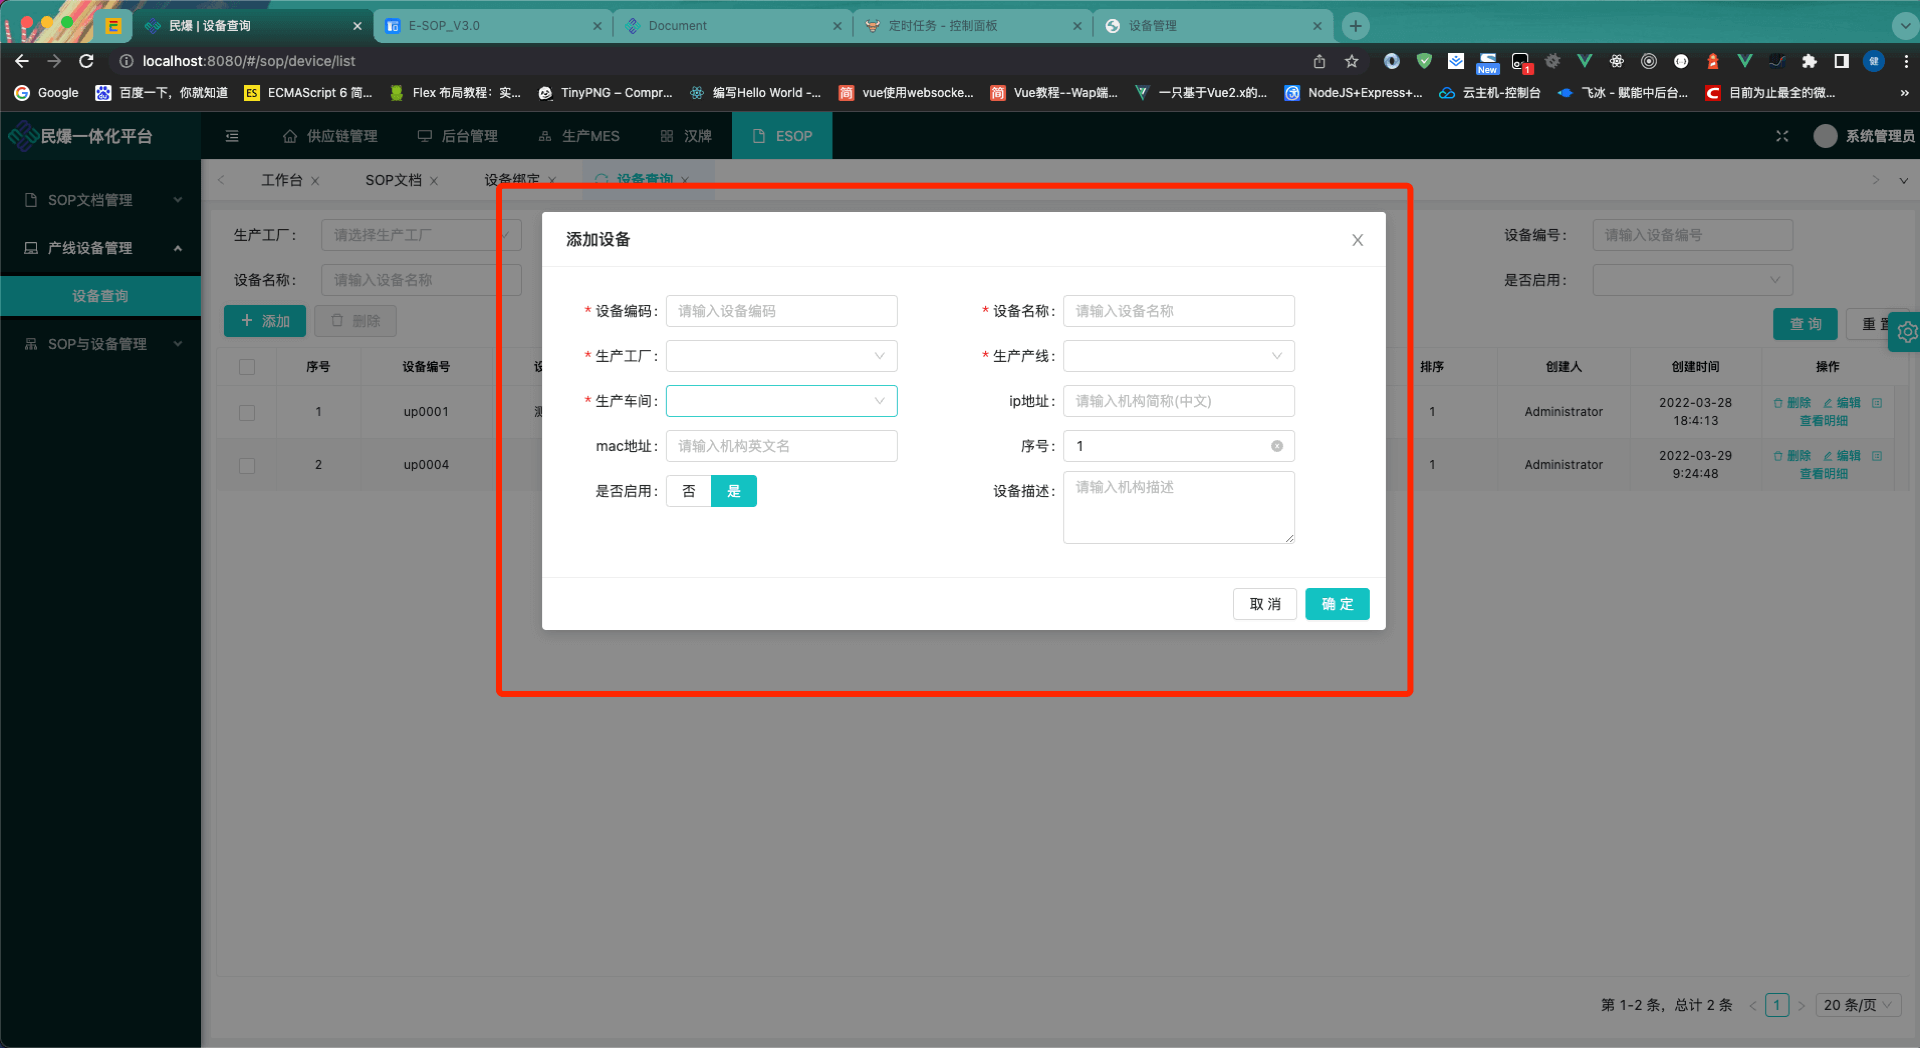 民爆 | 设备查询
E-SOP_V3.0
Document
定时任务 - 控制面板
设备管理
localhost:8080/#/sop/device/list
New
1
健
Google
百度一下，你就知道
ES
ECMAScript 6 简...
Flex 布局教程：实...
TinyPNG – Compr...
编写Hello World -...
简
vue使用websocke...
简
Vue教程--Wap端...
一只基于Vue2.x的...
NodeJS+Express+...
云主机-控制台
飞冰 - 赋能中后台...
目前为止最全的微...
»
民爆一体化平台
供应链管理
后台管理
生产MES
汉牌
ESOP
系统管理员
SOP文档管理
产线设备管理
设备查询
SOP与设备管理
工作台
SOP文档
设备绑定
设备查询
生产工厂：
请选择生产工厂
设备编号：
请输入设备编号
设备名称：
请输入设备名称
是否启用：
+ 添加
删除
查 询
重 置
序号
设备编号
排序
创建人
创建时间
操作
1
up0001
1
Administrator
2022-03-28
18:4:13
删除
编辑
查看明细
2
up0004
1
Administrator
2022-03-29
9:24:48
删除
编辑
查看明细
添加设备
* 设备编码：
请输入设备编码
* 设备名称：
请输入设备名称
* 生产工厂：
* 生产产线：
* 生产车间：
ip地址：
请输入机构简称(中文)
mac地址：
请输入机构英文名
序号：
1
是否启用：
否
是
设备描述：
请输入机构描述
取 消
确 定
第 1-2 条，总计 2 条
1
20 条/页